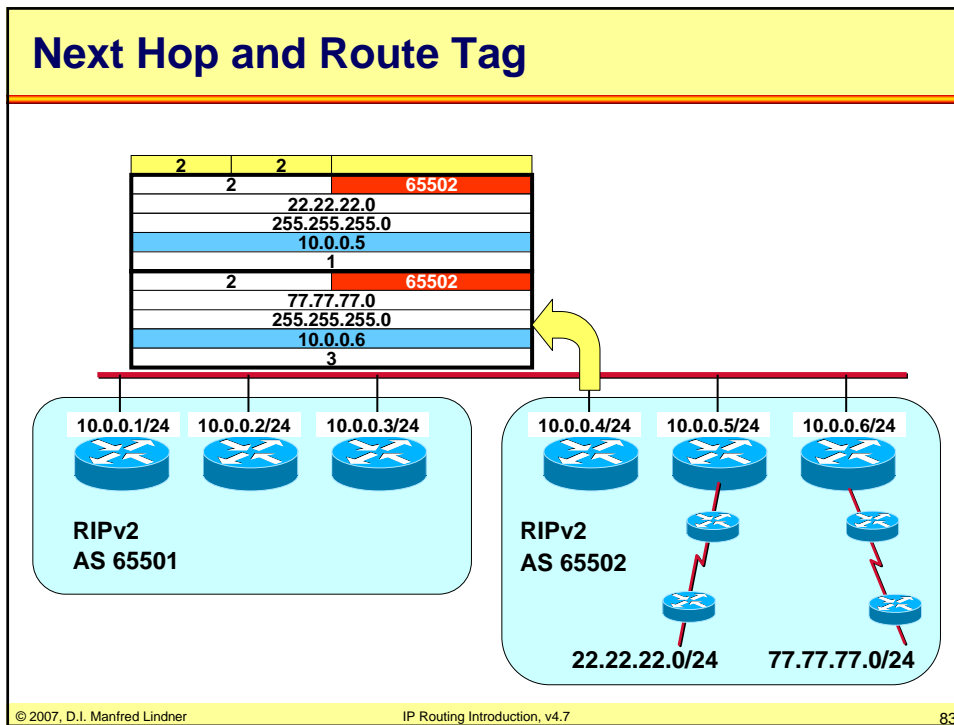 Next Hop and Route Tag
2 2
2 65502
22.22.22.0
255.255.255.0
10.0.0.5
1
2 65502
77.77.77.0
255.255.255.0
10.0.0.6
3
10.0.0.1/24 10.0.0.2/24 10.0.0.3/24 10.0.0.4/24 10.0.0.5/24 10.0.0.6/24
RIPv2
AS 65501
RIPv2
AS 65502
22.22.22.0/24 77.77.77.0/24
© 2007, D.I. Manfred Lindner IP Routing Introduction, v4.7 83